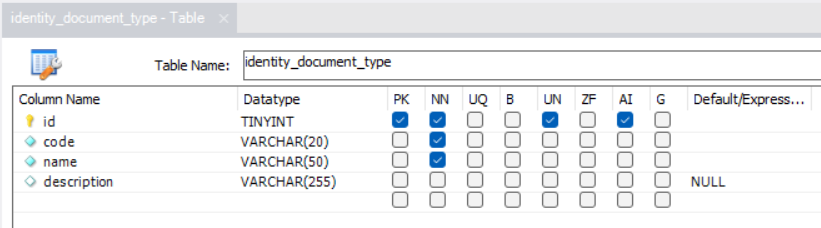 identity_document_type - Table ×
Table Name: identity_document_type
Column Name Datatype PK NN UQ B UN ZF AI G Default/Express...
id TINYINT
code VARCHAR(20)
name VARCHAR(50)
description VARCHAR(255) NULL